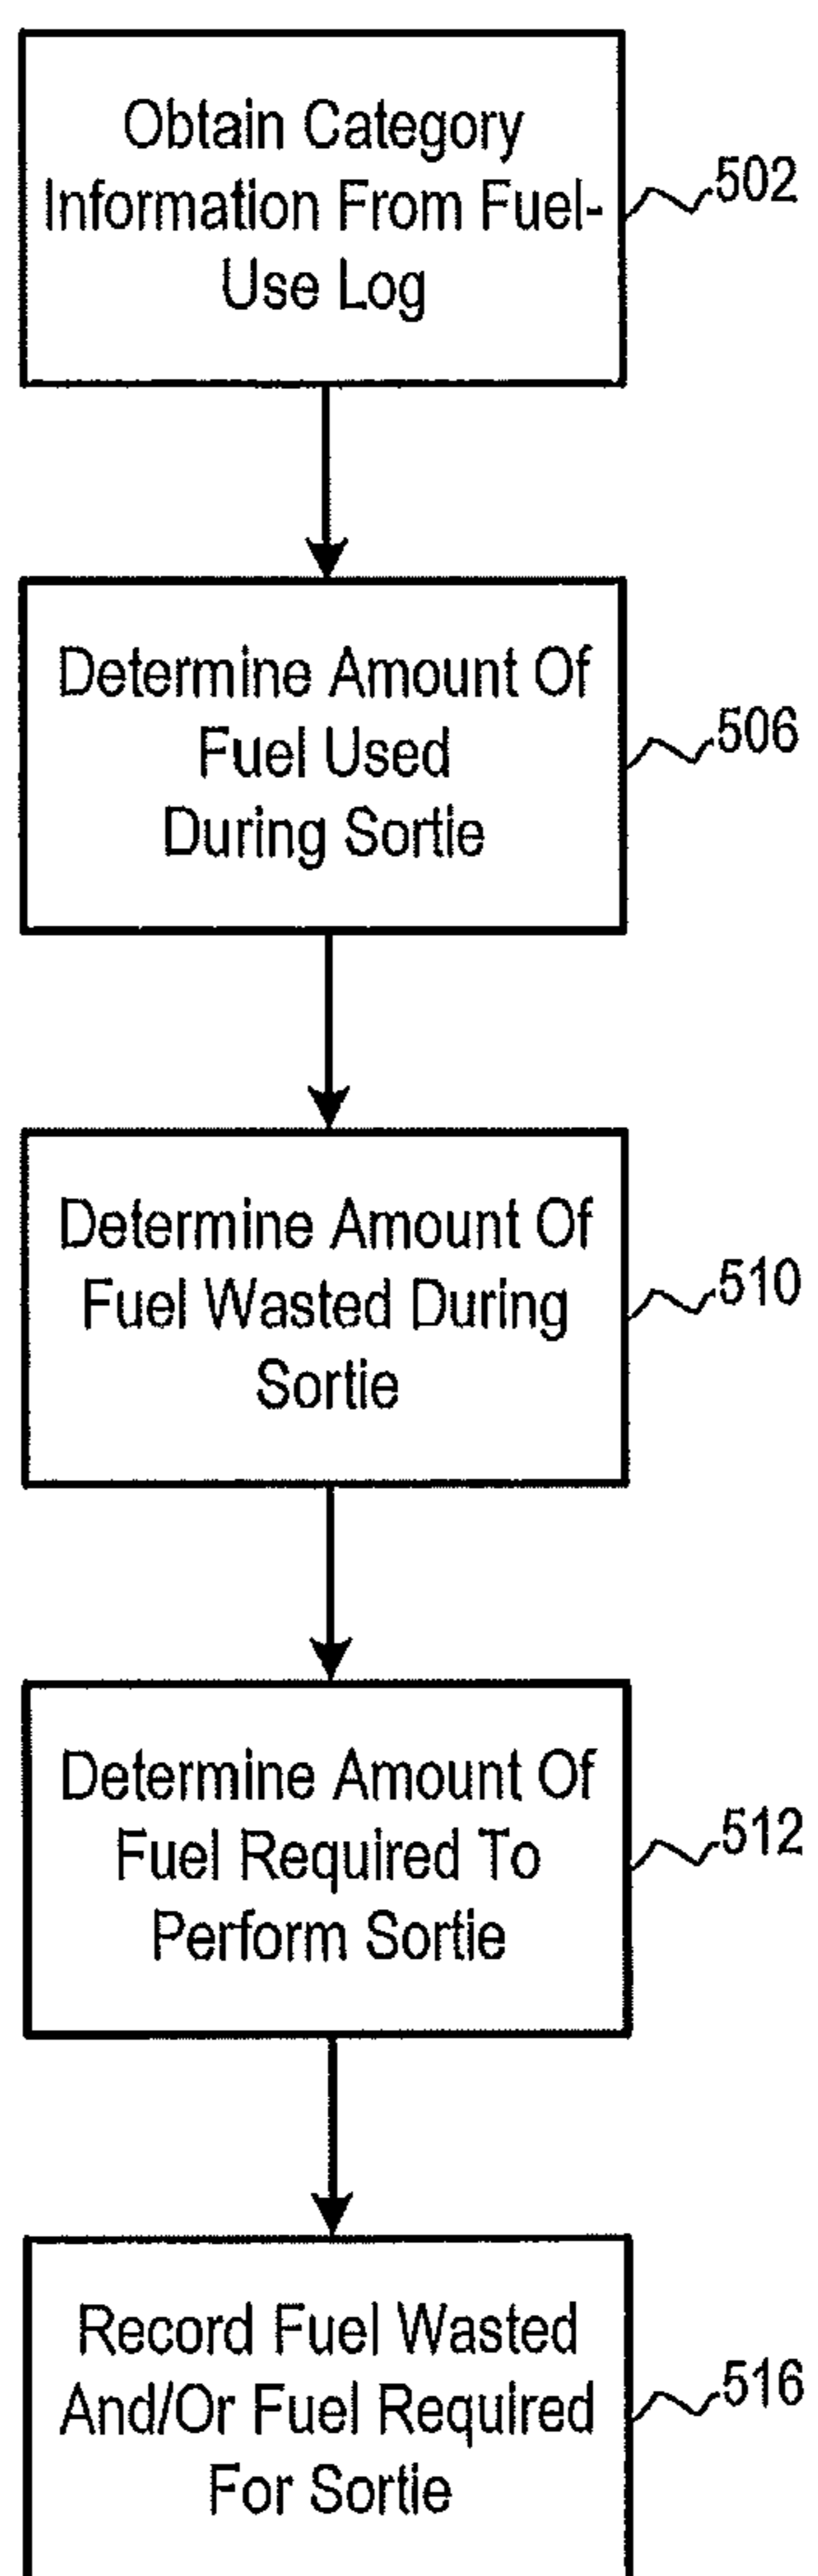 Obtain Category
Information From Fuel-
Use Log
502
Determine Amount Of
Fuel Used
During Sortie
506
Determine Amount Of
Fuel Wasted During
Sortie
510
Determine Amount Of
Fuel Required To
Perform Sortie
512
Record Fuel Wasted
And/Or Fuel Required
For Sortie
516